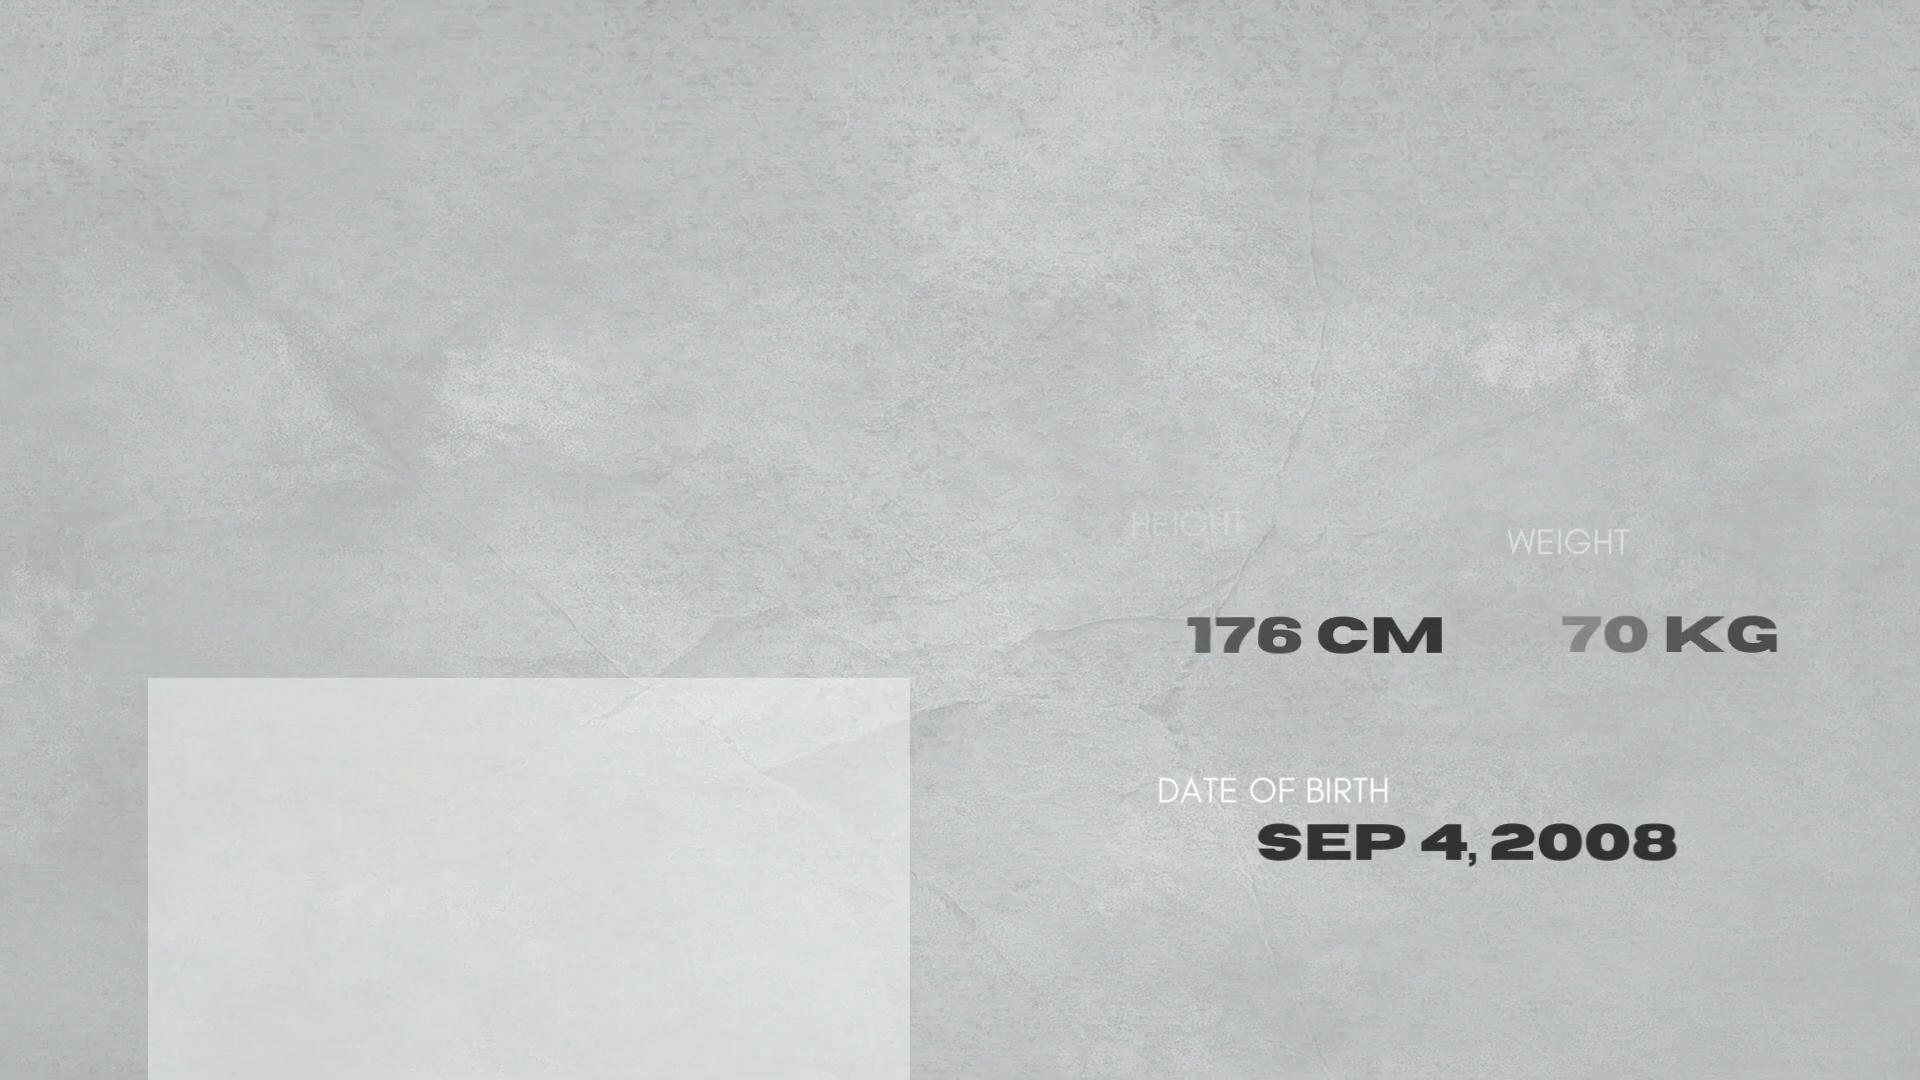 HEIGHT
WEIGHT
176 CM
70 KG
DATE OF BIRTH
SEP 4, 2008